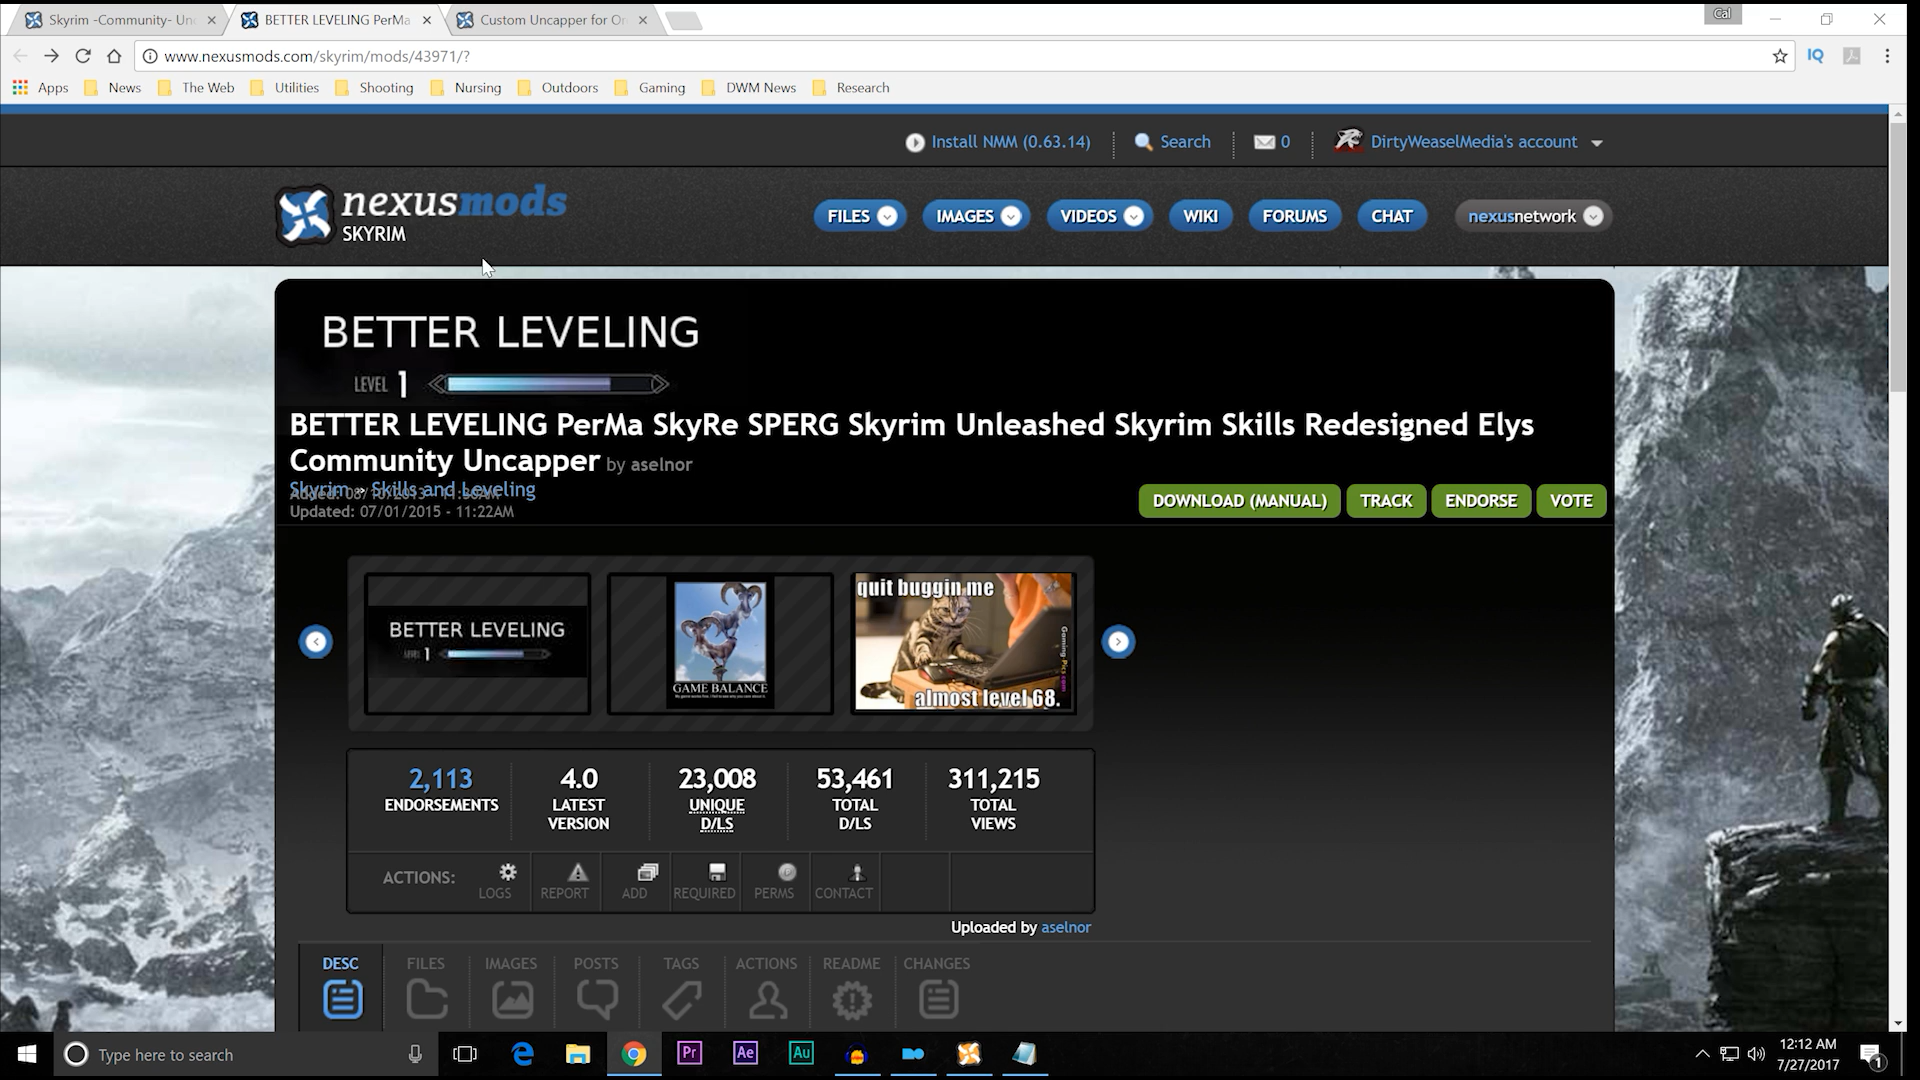 Skyrim -Community- Un
BETTER LEVELING PerMa
Custom Uncapper for On
Cal
www.nexusmods.com/skyrim/mods/43971/?
IQ
Apps News The Web Utilities Shooting Nursing Outdoors Gaming DWM News Research
Install NMM (0.63.14) Search 0 DirtyWeaselMedia's account
nexusmods
SKYRIM
FILES IMAGES VIDEOS WIKI FORUMS CHAT nexusnetwork
BETTER LEVELING
LEVEL 1
BETTER LEVELING PerMa SkyRe SPERG Skyrim Unleashed Skyrim Skills Redesigned Elys
Community Uncapper by aselnor
Skyrim » Skills and Leveling
Updated: 07/01/2015 - 11:22AM
DOWNLOAD (MANUAL) TRACK ENDORSE VOTE
BETTER LEVELING
LEVEL 1
GAME BALANCE
quit buggin me
almost level 68.
2,113
ENDORSEMENTS
4.0
LATEST
VERSION
23,008
UNIQUE
D/LS
53,461
TOTAL
D/LS
311,215
TOTAL
VIEWS
ACTIONS: LOGS REPORT ADD REQUIRED PERMS CONTACT
Uploaded by aselnor
DESC FILES IMAGES POSTS TAGS ACTIONS README CHANGES
Type here to search
Pr
Ae
Au
12:12 AM
7/27/2017
1